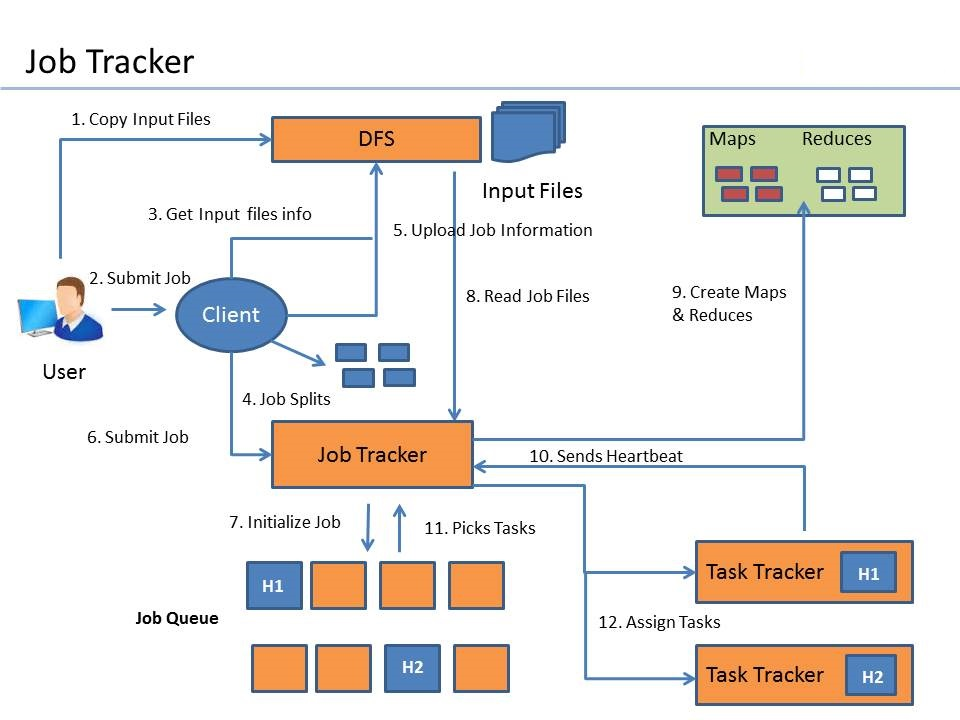 Job Tracker
1. Copy Input Files
DFS
Maps
Reduces
Input Files
3. Get Input files info
5. Upload Job Information
2. Submit Job
Client
8. Read Job Files
9. Create Maps
& Reduces
User
4. Job Splits
6. Submit Job
Job Tracker
10. Sends Heartbeat
7. Initialize Job
11. Picks Tasks
H1
Task Tracker
H1
Job Queue
12. Assign Tasks
H2
Task Tracker
H2